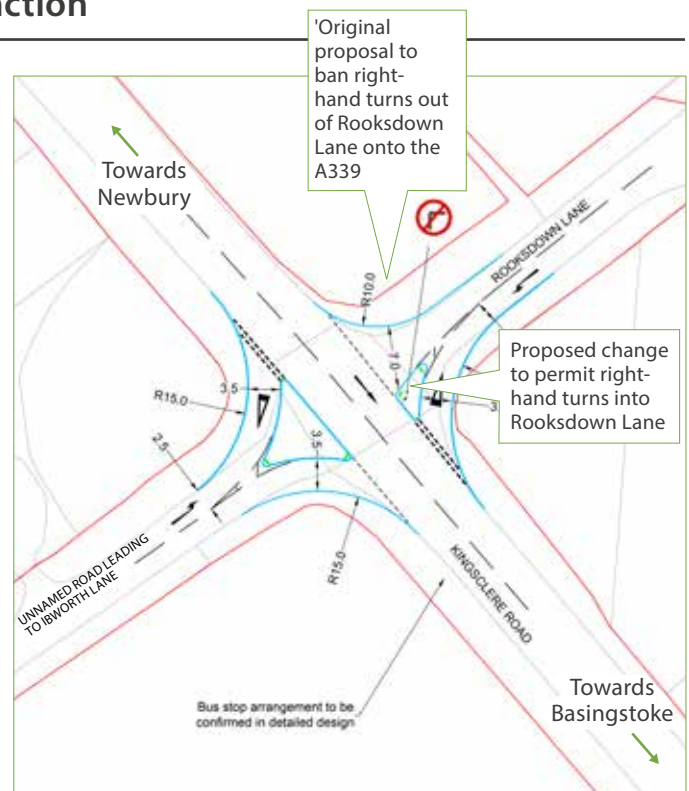 ction
'Original
proposal to
ban right-
hand turns out
of Rooksdown
Lane onto the
A339
Towards
Newbury
ROOKSDOWN LANE
R10.0
7.0
Proposed change
to permit right-
hand turns into
Rooksdown Lane
3.5
R15.0
3.5
2.5
R15.0
UNNAMED ROAD LEADING
TO IBWORTH LANE
KINGSCLERE ROAD
Bus stop arrangement to be
confirmed in detailed design
Towards
Basingstoke